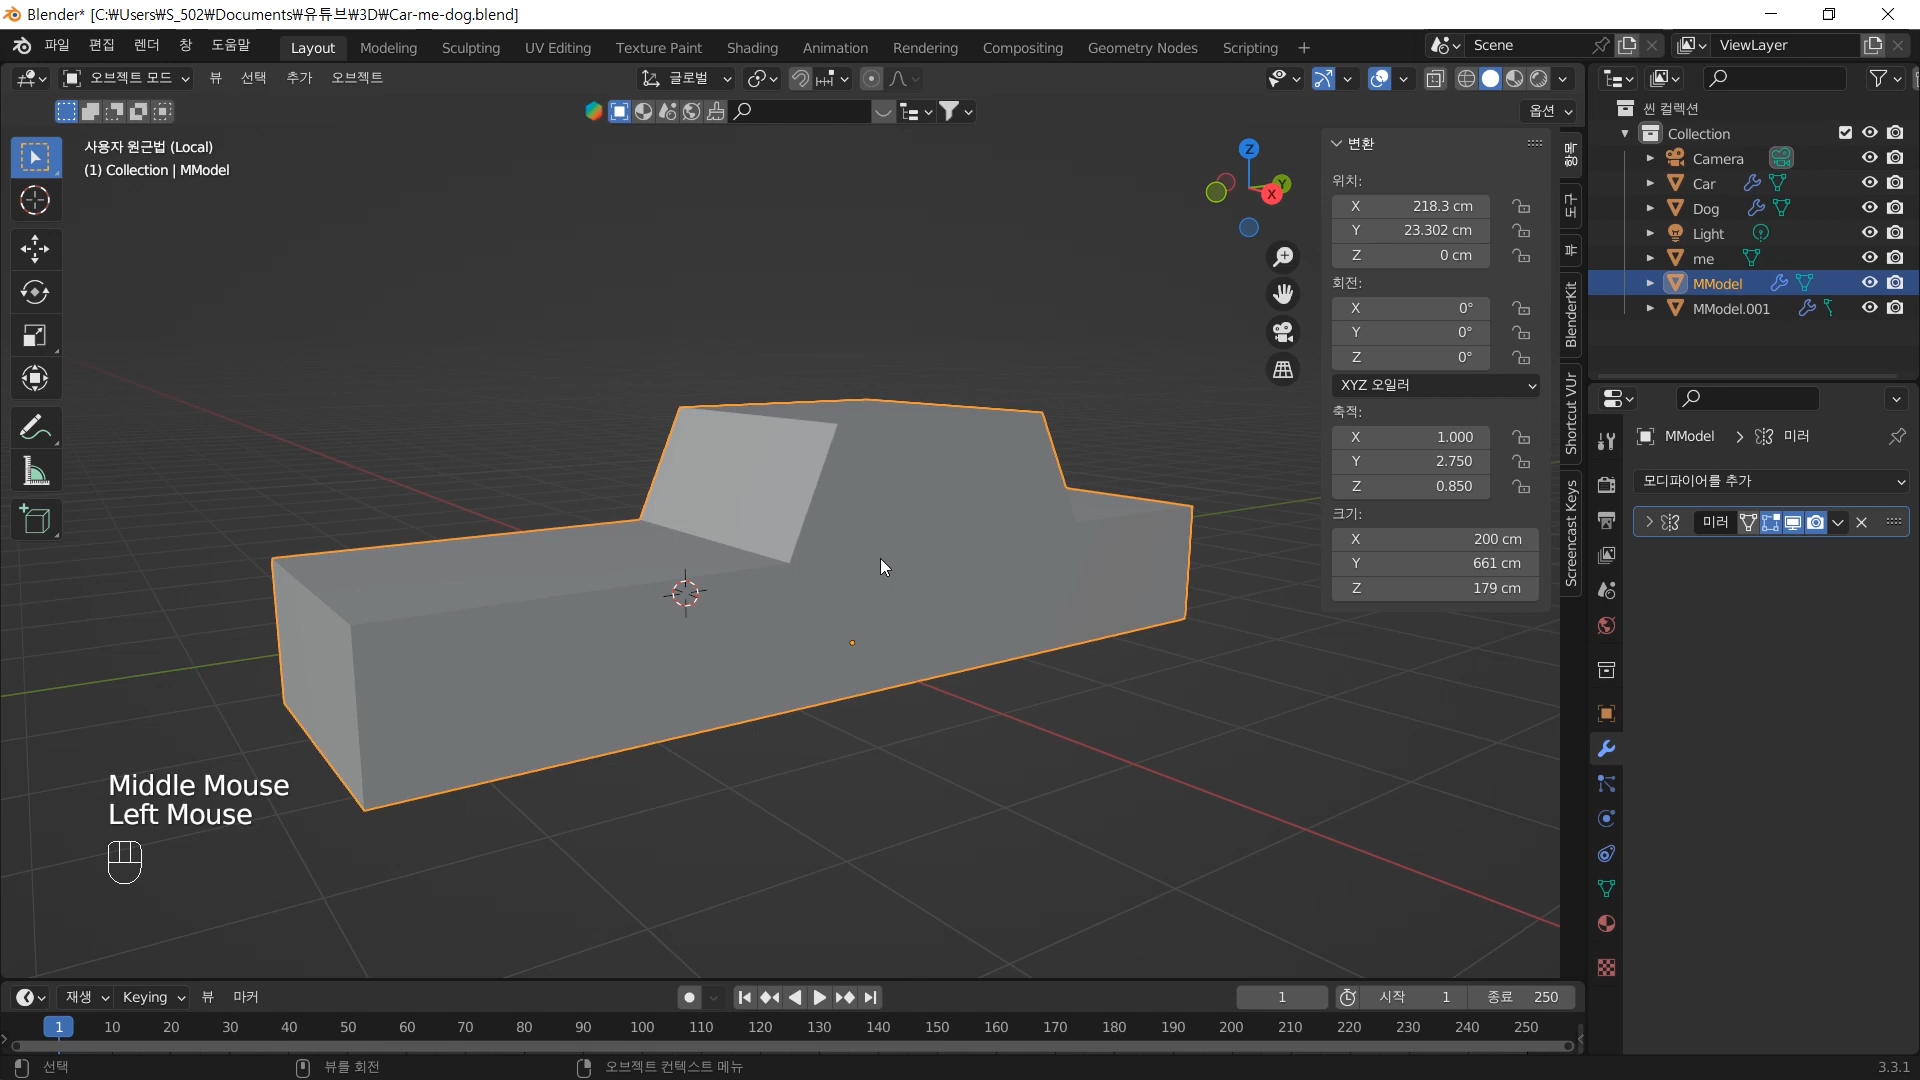 Blender* [C:₩Users₩S_502₩Documents₩유튜브₩3D₩Car-me-dog.blend]
파일 편집 렌더 창 도움말 Layout Modeling Sculpting UV Editing Texture Paint Shading Animation Rendering Compositing Geometry Nodes Scripting + Scene ViewLayer
오브젝트 모드 뷰 선택 추가 오브젝트 글로벌
옵션
사용자 원근법 (Local)
(1) Collection | MModel
Z
Y
X
변환
위치:
X 218.3 cm
Y 23.302 cm
Z 0 cm
회전:
X 0°
Y 0°
Z 0°
XYZ 오일러
축적:
X 1.000
Y 2.750
Z 0.850
크기:
X 200 cm
Y 661 cm
Z 179 cm
항목
도구
뷰
BlenderKit
Shortcut VUr
Screencast Keys
씬 컬렉션
Collection
Camera
Car
Dog
Light
me
MModel
MModel.001
MModel > 미러
모디파이어를 추가
미러
Middle Mouse
Left Mouse
재생 Keying 뷰 마커 1 시작 1 종료 250
1 10 20 30 40 50 60 70 80 90 100 110 120 130 140 150 160 170 180 190 200 210 220 230 240 250
선택 뷰를 회전 오브젝트 컨텍스트 메뉴 3.3.1